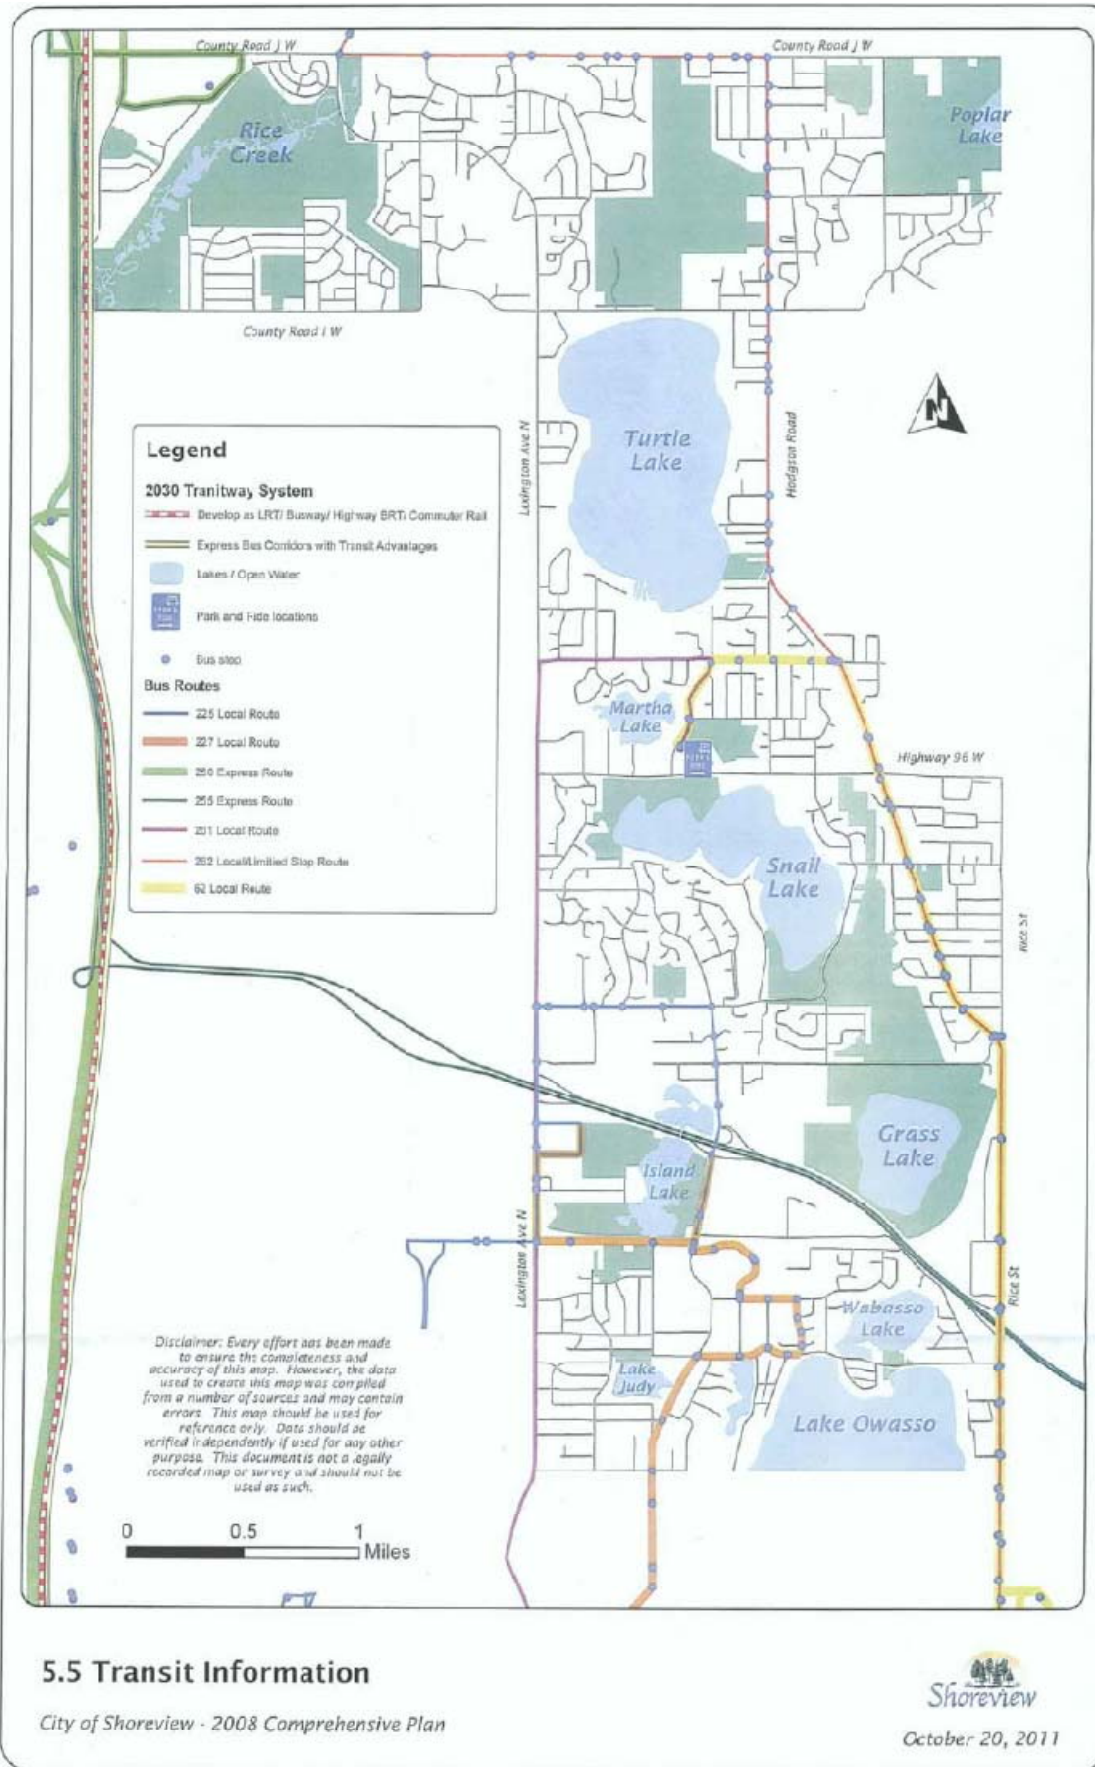 County Road J W
County Road J W
Rice
Creek
Poplar
Lake
County Road I W
Turtle
Lake
Lexington Ave N
Hodgson Road
N
Legend
2030 Tranitway System
Develop as LRT/ Busway/ Highway BRT/ Commuter Rail
Express Bus Corridors with Transit Advatages
Lakes / Open Water
Park and Ride locations
Bus stop
Bus Routes
225 Local Route
227 Local Route
250 Express Route
255 Express Route
261 Local Route
262 Local/Limitied Stop Route
62 Local Route
Martha
Lake
Highway 96 W
Snail
Lake
Rice St
Grass
Lake
Island
Lake
Lexington Ave N
Rice St
Wabasso
Lake
Lake
Judy
Lake Owasso
Disclaimer: Every effort has been made
to ensure the completeness and
accuracy of this map. However, the data
used to create this map was compiled
from a number of sources and may contain
errors. This map should be used for
reference only. Data should be
verified independently if used for any other
purpose. This document is not a legally
recorded map or survey and should not be
used as such.
0 0.5 1
Miles
5.5 Transit Information
City of Shoreview - 2008 Comprehensive Plan
Shoreview
October 20, 2011